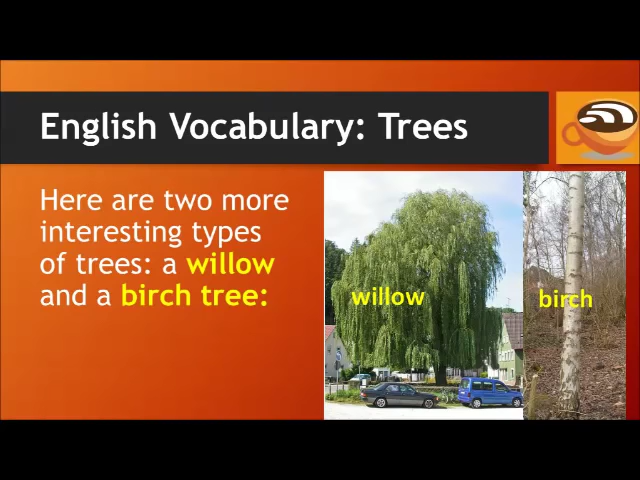 English Vocabulary: Trees
Here are two more
interesting types
of trees: a willow
and a birch tree:
willow
birch